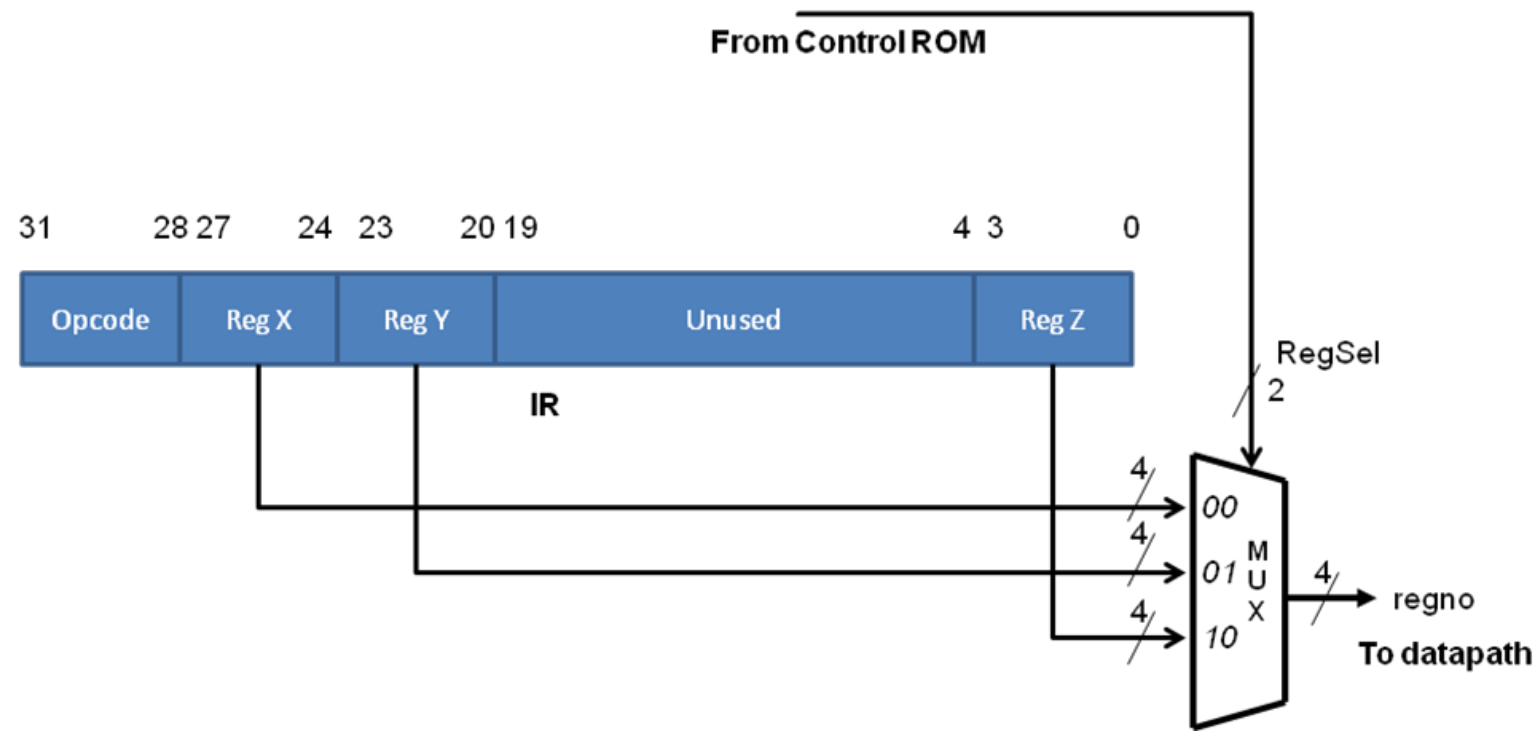 From Control ROM
31 28 27 24 23 20 19 4 3 0
Opcode Reg X Reg Y Unused Reg Z
RegSel
2
IR
4
00
4
01
4
10
M
U
X
4
regno
To datapath